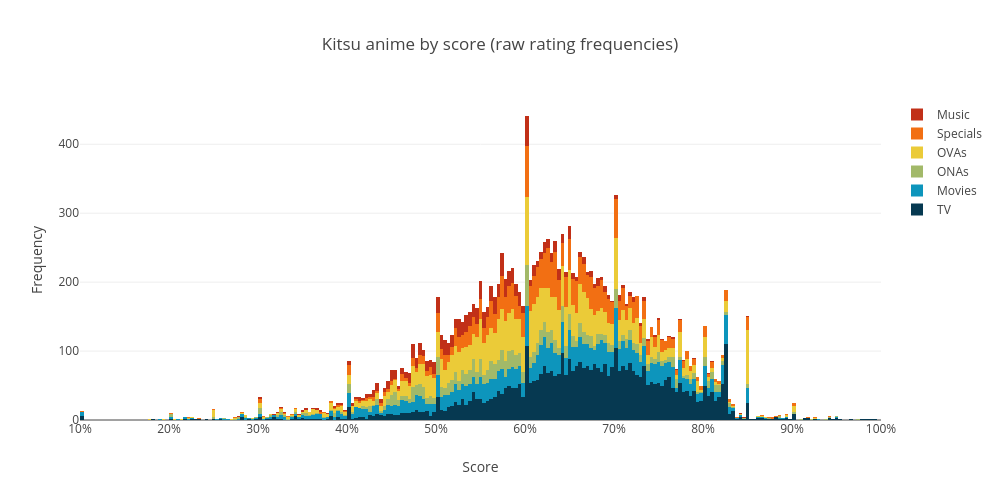 Kitsu anime by score (raw rating frequencies)
Music
Specials
OVAs
ONAs
Movies
TV
Frequency
400
300
200
100
0
10% 20% 30% 40% 50% 60% 70% 80% 90% 100%
Score